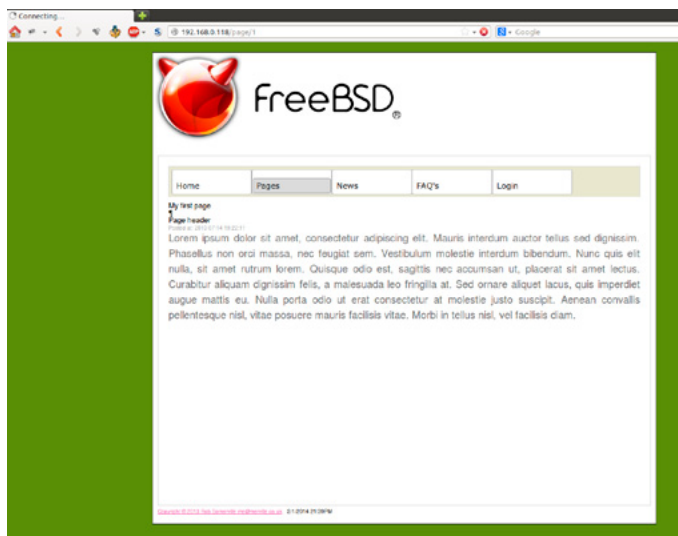 Connecting...
192.168.0.118/page/1
Google
FreeBSD®
Home
Pages
News
FAQ's
Login
My first page
¶
Page header
Posted at:
Lorem ipsum dolor sit amet, consectetur adipiscing elit. Mauris interdum auctor tellus sed dignissim.
Phasellus non orci massa, nec feugiat sem. Vestibulum molestie interdum bibendum. Nunc quis elit
nulla, sit amet rutrum lorem. Quisque odio est, sagittis nec accumsan ut, placerat sit amet lectus.
Curabitur aliquam dignissim felis, a malesuada leo fringilla at. Sed ornare aliquet lacus, quis imperdiet
augue mattis eu. Nulla porta odio ut erat consectetur at molestie justo suscipit. Aenean convallis
pellentesque nisl, vitae posuere mauris facilisis vitae. Morbi in tellus nisl, vel facilisis diam.
Copyright ©